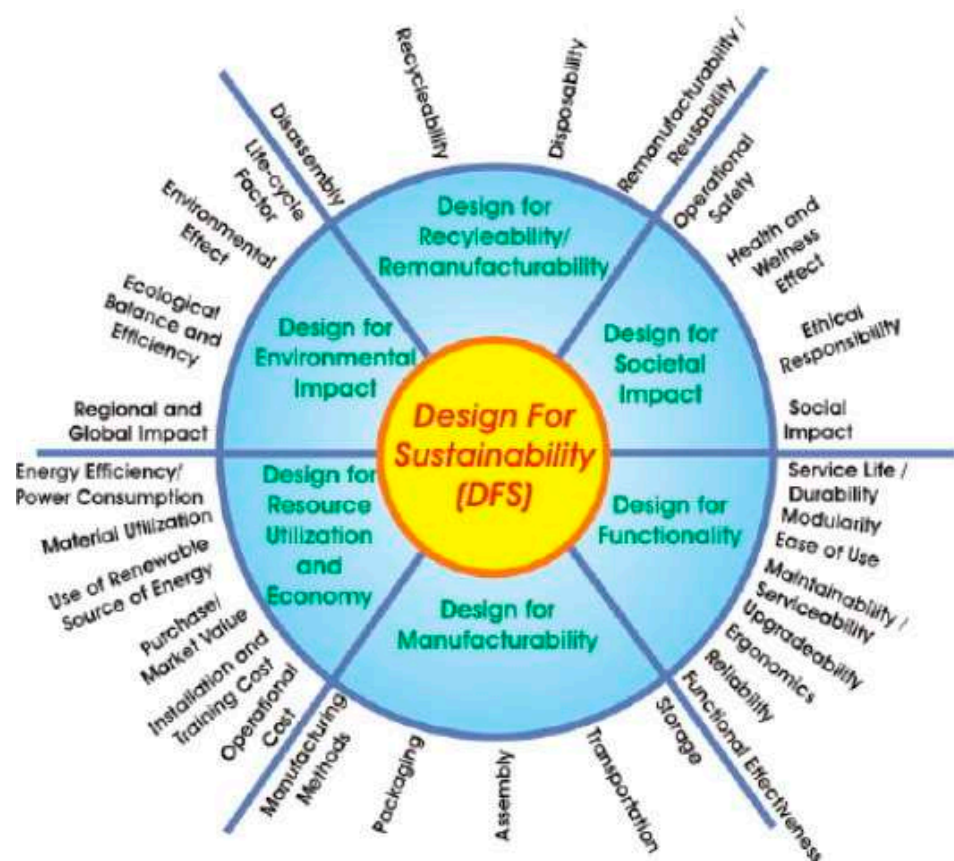 Disassembly
Recycleability
Disposability
Remanufacturability /
Reusability
Operational
Safety
Health and
Welness
Effect
Ethical
Responsibility
Social
Impact
Service Life /
Durability
Modularity
Ease of Use
Maintainability /
Serviceability
Upgradeability
Ergonomics
Reliability
Functional Effectiveness
Storage
Transportation
Assembly
Packaging
Manufacturing
Methods
Operational
Cost
Installation and
Training Cost
Purchase/
Market Value
Use of Renewable
Source of Energy
Material Utilization
Energy Efficiency/
Power Consumption
Regional and
Global Impact
Ecological
Balance and
Efficiency
Environmental
Effect
Life-cycle
Factor
Design for
Recyleability/
Remanufacturability
Design for
Societal
Impact
Design for
Functionality
Design for
Manufacturability
Design for
Resource
Utilization
and
Economy
Design for
Environmental
Impact
Design For
Sustainability
(DFS)